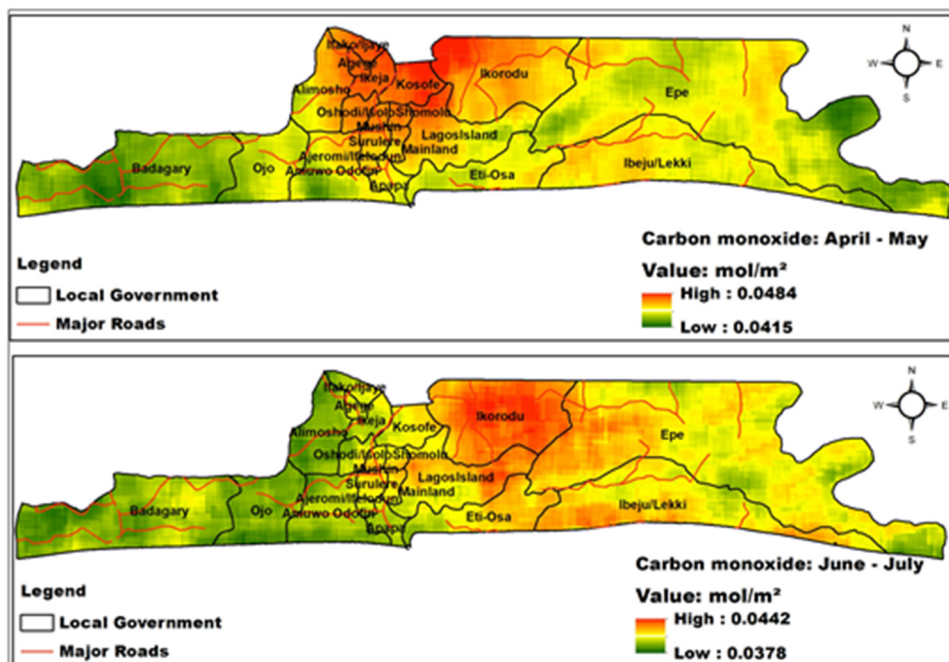 N
W
E
S
Ifako/Ijaye
Agege
Ikeja
Kosofe
Ikorodu
Alimosho
Epe
Oshodi/Isolo
Shomolu
Mushin
LagosIsland
Surulere
Mainland
Badagary
Ojo
Ajeromi/Ifelodun
Ibeju/Lekki
Amuwo Odofin
Eti-Osa
Apapa
Carbon monoxide: April - May
Value: mol/m²
High : 0.0484
Low : 0.0415
Legend
Local Government
Major Roads
N
W
E
S
Ifako/Ijaye
Agege
Ikeja
Kosofe
Ikorodu
Alimosho
Epe
Oshodi/Isolo
Shomolu
Mushin
LagosIsland
Surulere
Mainland
Badagary
Ojo
Ajeromi/Ifelodun
Ibeju/Lekki
Amuwo Odofin
Eti-Osa
Apapa
Carbon monoxide: June - July
Value: mol/m²
High : 0.0442
Low : 0.0378
Legend
Local Government
Major Roads